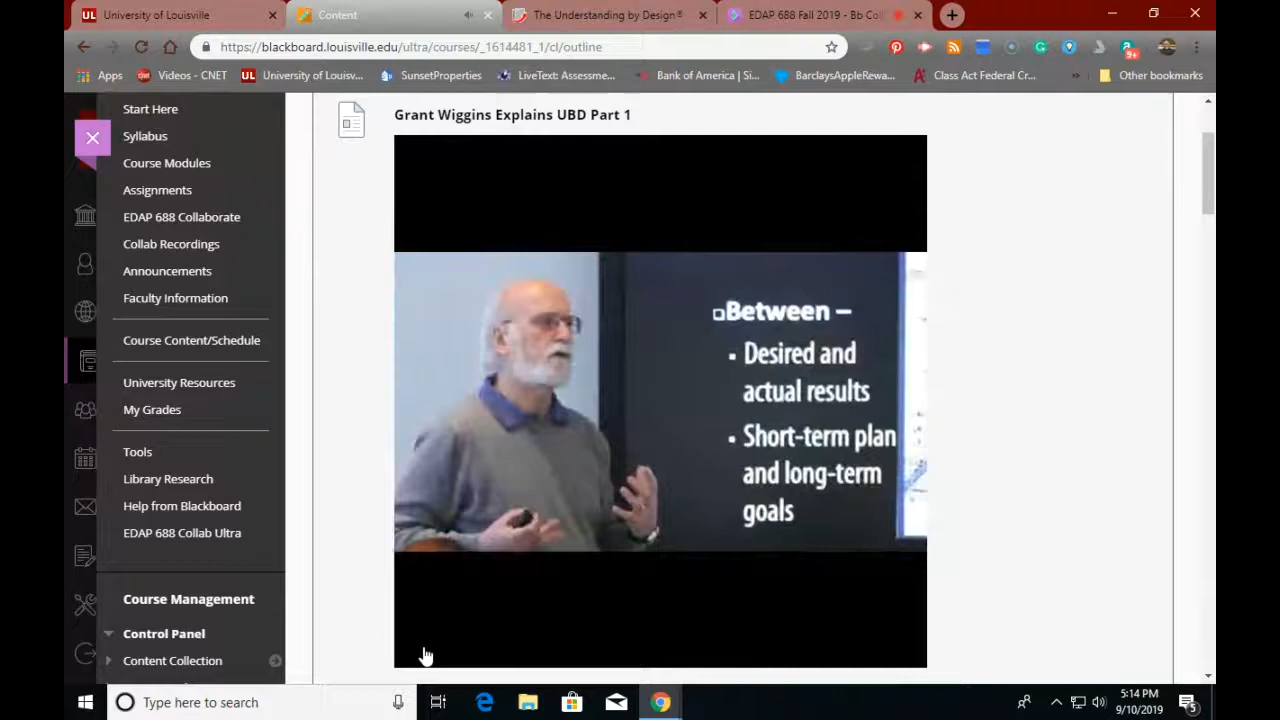 University of Louisville
Content
The Understanding by Design®
EDAP 688 Fall 2019 - Bb Col
https://blackboard.louisville.edu/ultra/courses/_1614481_1/cl/outline
9+
Apps
Videos - CNET
UL University of Louisv...
SunsetProperties
LiveText: Assessme...
Bank of America | Si...
BarclaysAppleRewa...
Class Act Federal Cr...
»
Other bookmarks
Start Here
Syllabus
Course Modules
Assignments
EDAP 688 Collaborate
Collab Recordings
Announcements
Faculty Information
Course Content/Schedule
University Resources
My Grades
Tools
Library Research
Help from Blackboard
EDAP 688 Collab Ultra
Course Management
Control Panel
Content Collection
Grant Wiggins Explains UBD Part 1
Between –
▪ Desired and
actual results
▪ Short-term plan
and long-term
goals
Type here to search
5:14 PM
9/10/2019
5